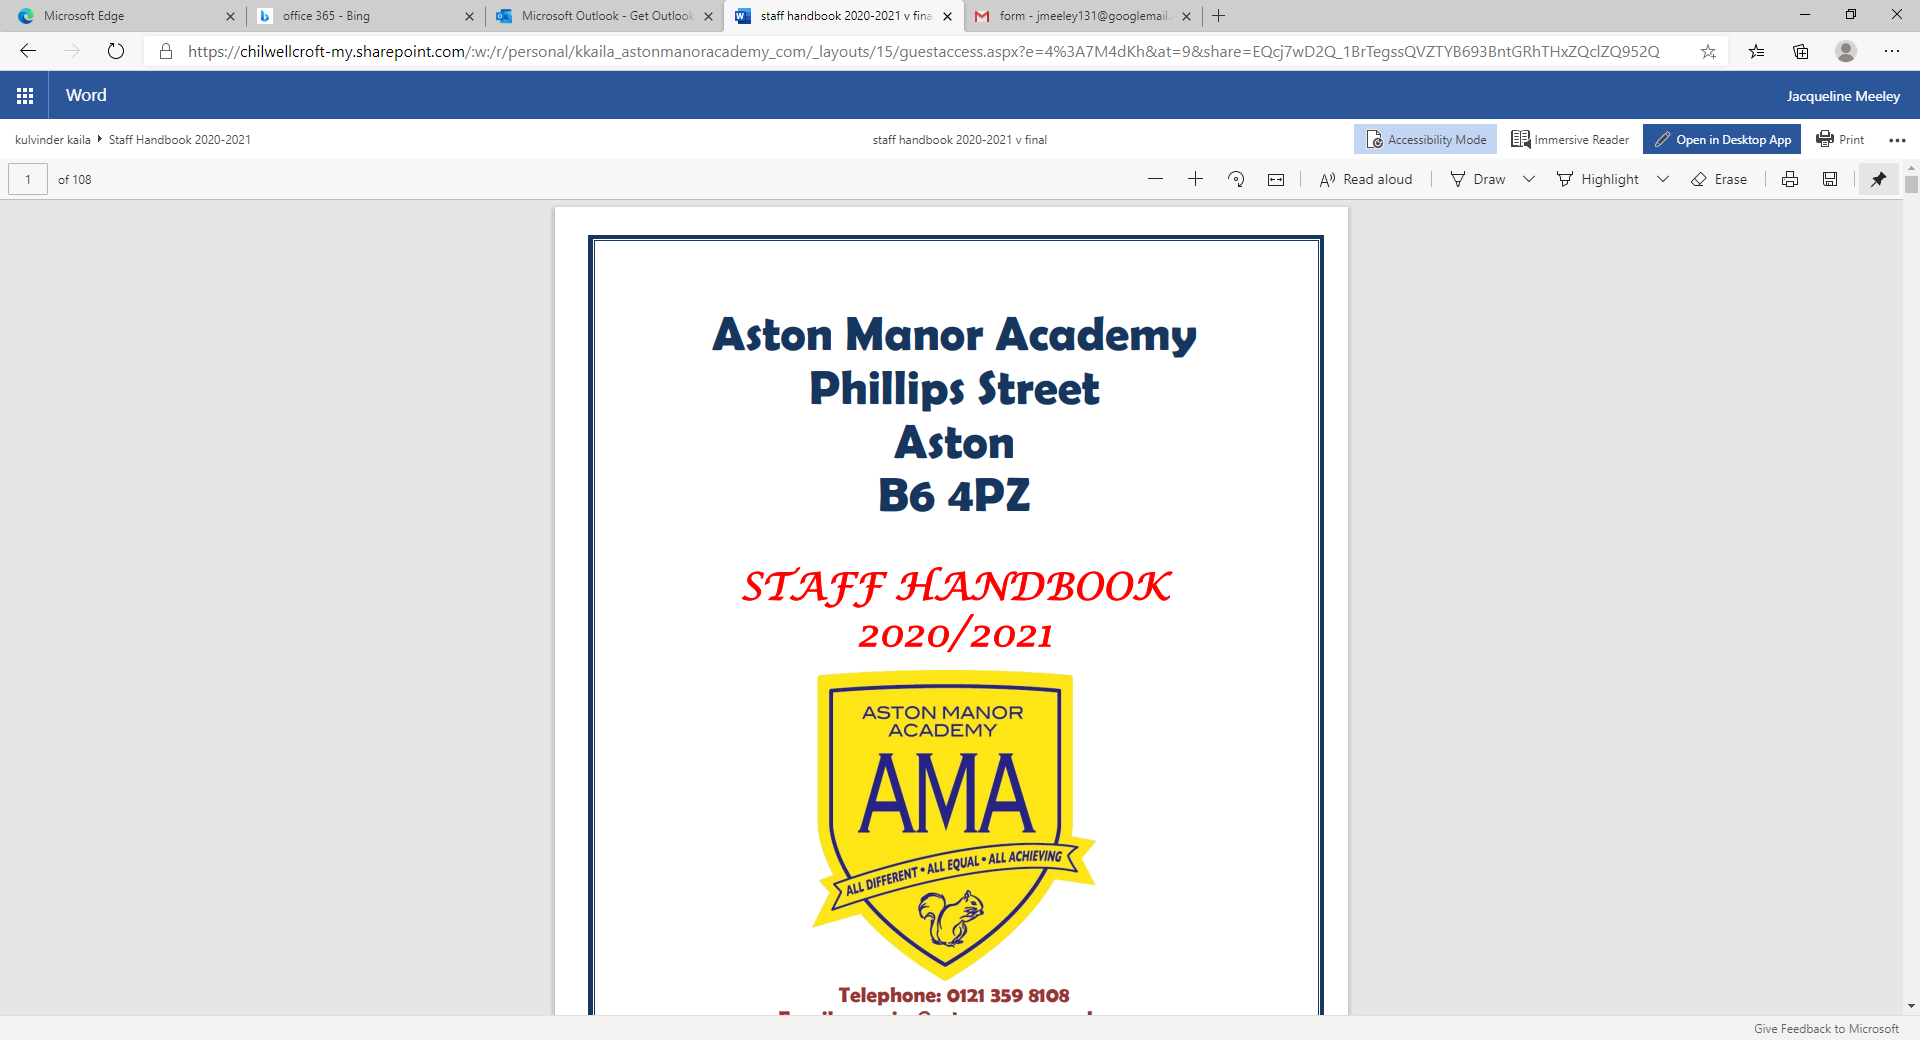 Microsoft Edge
office 365 - Bing
Microsoft Outlook - Get Outlook
staff handbook 2020-2021 v fina
form - jmeeley131@googlemail.
https://chilwellcroft-my.sharepoint.com/:w:/r/personal/kkaila_astonmanoracademy_com/_layouts/15/guestaccess.aspx?e=4%3A7M4dKh&at=9&share=EQcj7wD2Q_1BrTegssQVZTYB693BntGRhTHxZQclZQ952Q
Word
Jacqueline Meeley
kulvinder kaila Staff Handbook 2020-2021
staff handbook 2020-2021 v final
Accessibility Mode
Immersive Reader
Open in Desktop App
Print
1 of 108
Read aloud
Draw
Highlight
Erase
Aston Manor Academy
Phillips Street
Aston
B6 4PZ
STAFF HANDBOOK
2020/2021
ASTON MANOR
ACADEMY
AMA
ALL DIFFERENT • ALL EQUAL • ALL ACHIEVING
Telephone: 0121 359 8108
Give Feedback to Microsoft